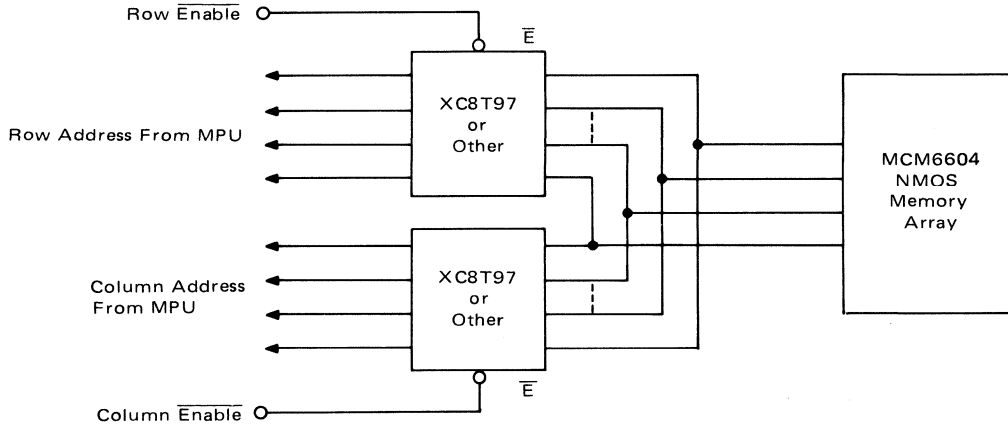 Row Enable
E
XC8T97
or
Other
Row Address From MPU
MCM6604
NMOS
Memory
Array
XC8T97
or
Other
Column Address
From MPU
E
Column Enable